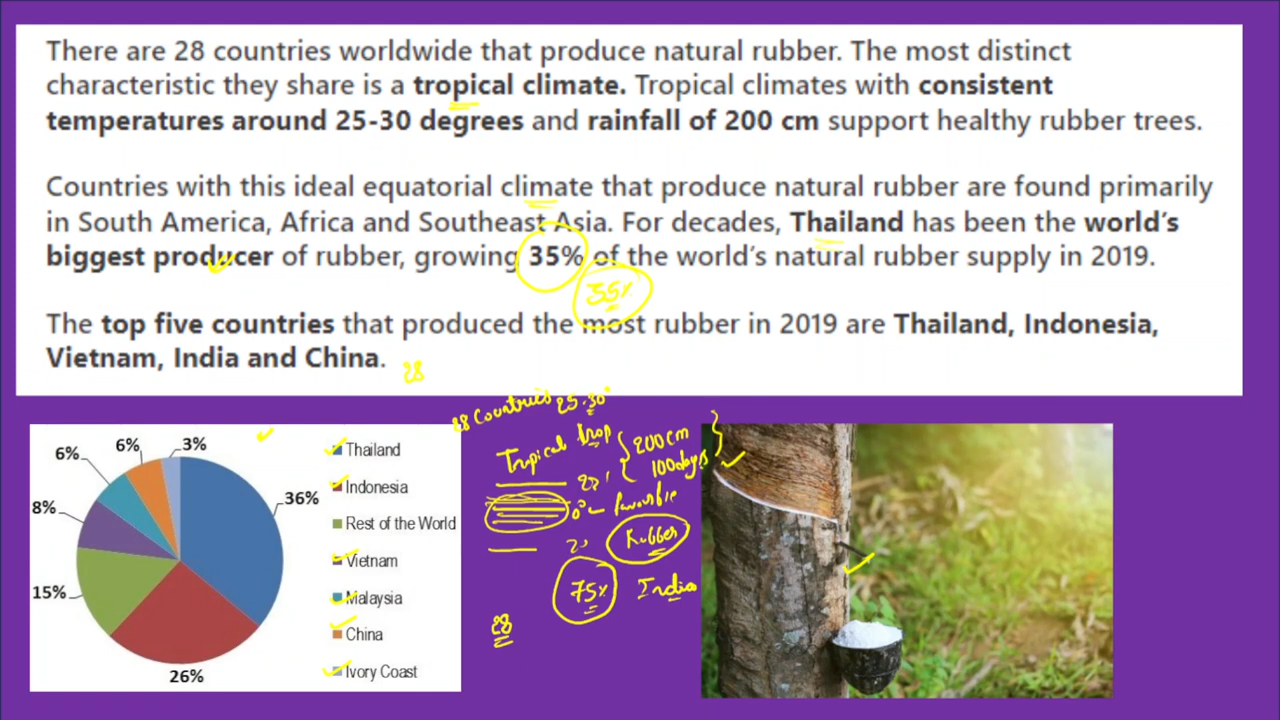 There are 28 countries worldwide that produce natural rubber. The most distinct
characteristic they share is a tropical climate. Tropical climates with consistent
temperatures around 25-30 degrees and rainfall of 200 cm support healthy rubber trees.
Countries with this ideal equatorial climate that produce natural rubber are found primarily
in South America, Africa and Southeast Asia. For decades, Thailand has been the world's
biggest producer of rubber, growing 35% of the world's natural rubber supply in 2019.
35%
The top five countries that produced the most rubber in 2019 are Thailand, Indonesia,
Vietnam, India and China.
28
28 Countries 25-30°
Tropical
200cm
100days
Rubber
75%
India
28
3%
6%
6%
8%
15%
26%
36%
Thailand
Indonesia
Rest of the World
Vietnam
Malaysia
China
Ivory Coast